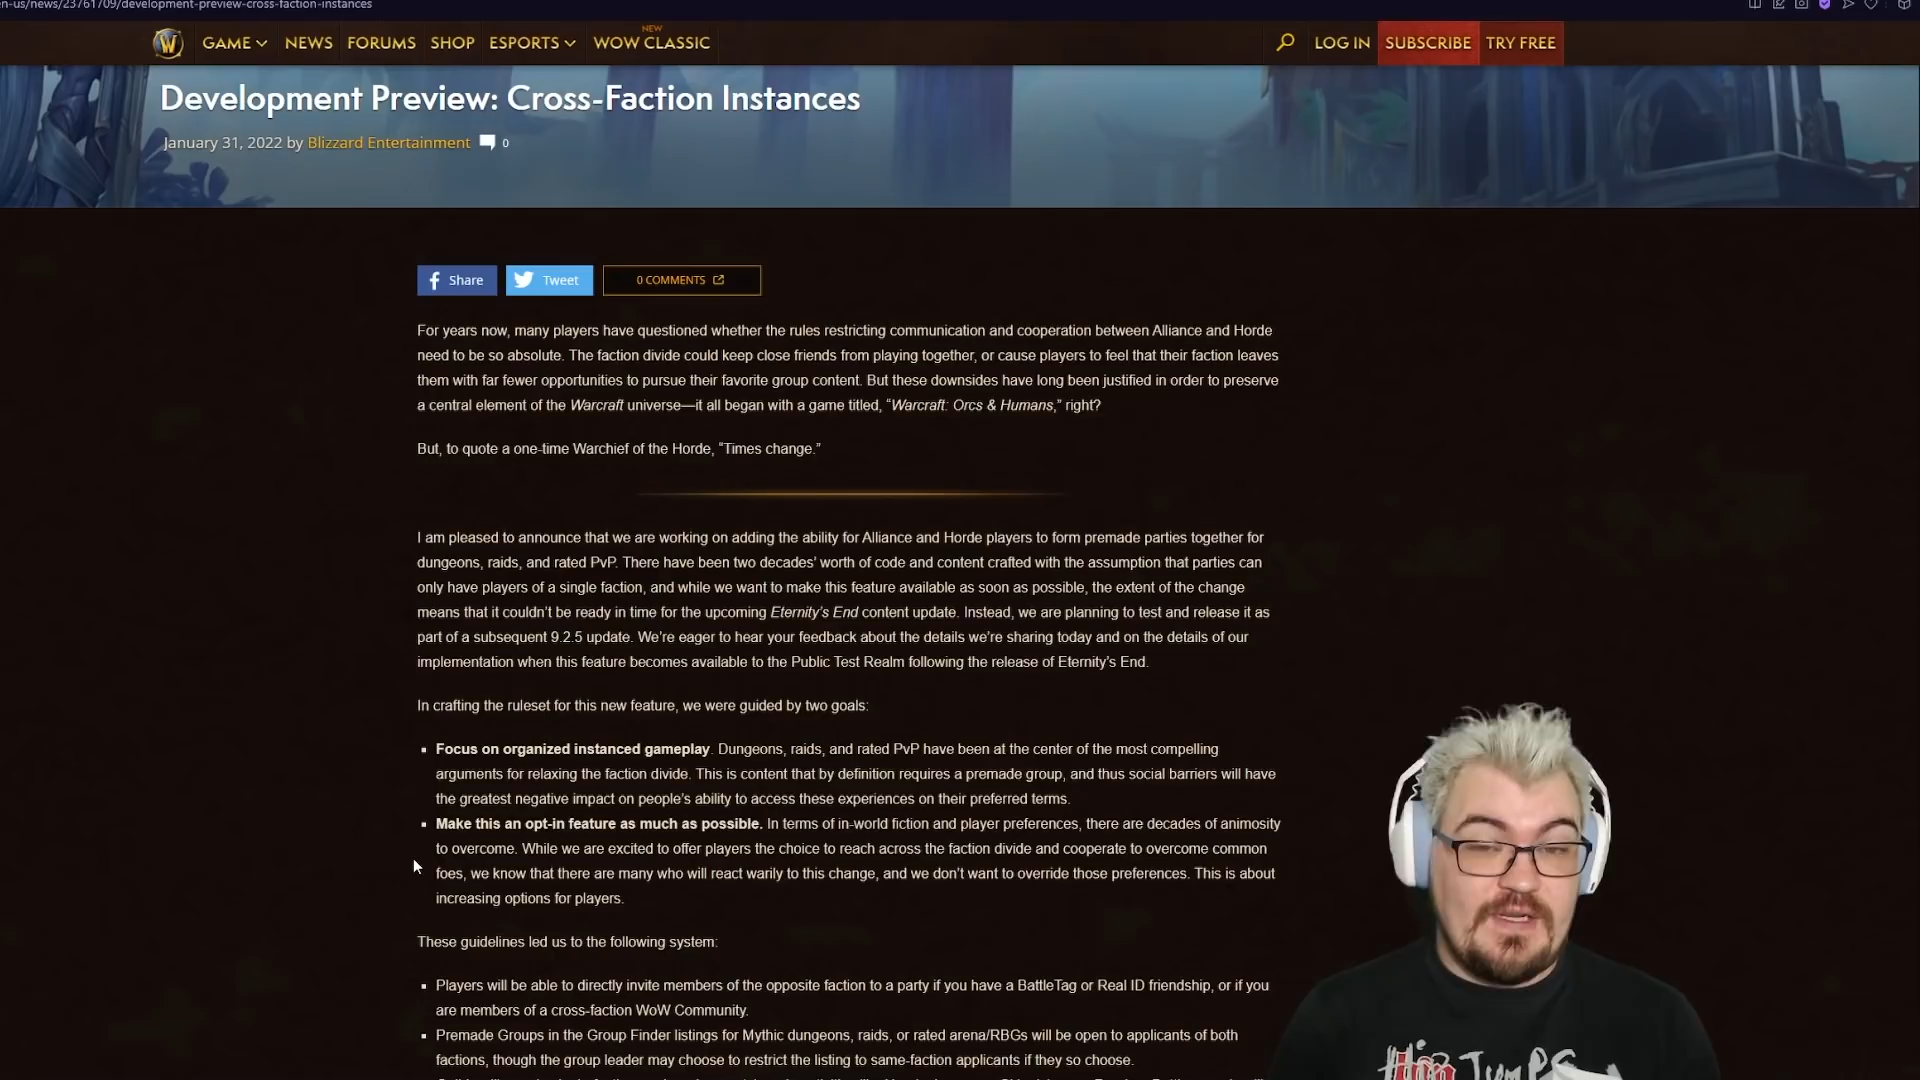 en-us/news/23761709/development-preview-cross-faction-instances
GAME NEWS FORUMS SHOP ESPORTS NEW WOW CLASSIC LOG IN SUBSCRIBE TRY FREE
Development Preview: Cross-Faction Instances
January 31, 2022 by Blizzard Entertainment 0
Share Tweet 0 COMMENTS
For years now, many players have questioned whether the rules restricting communication and cooperation between Alliance and Horde
need to be so absolute. The faction divide could keep close friends from playing together, or cause players to feel that their faction leaves
them with far fewer opportunities to pursue their favorite group content. But these downsides have long been justified in order to preserve
a central element of the Warcraft universe—it all began with a game titled, “Warcraft: Orcs & Humans,” right?
But, to quote a one-time Warchief of the Horde, “Times change.”
I am pleased to announce that we are working on adding the ability for Alliance and Horde players to form premade parties together for
dungeons, raids, and rated PvP. There have been two decades’ worth of code and content crafted with the assumption that parties can
only have players of a single faction, and while we want to make this feature available as soon as possible, the extent of the change
means that it couldn’t be ready in time for the upcoming Eternity’s End content update. Instead, we are planning to test and release it as
part of a subsequent 9.2.5 update. We’re eager to hear your feedback about the details we’re sharing today and on the details of our
implementation when this feature becomes available to the Public Test Realm following the release of Eternity’s End.
In crafting the ruleset for this new feature, we were guided by two goals:
▪ Focus on organized instanced gameplay. Dungeons, raids, and rated PvP have been at the center of the most compelling
arguments for relaxing the faction divide. This is content that by definition requires a premade group, and thus social barriers will have
the greatest negative impact on people’s ability to access these experiences on their preferred terms.
▪ Make this an opt-in feature as much as possible. In terms of in-world fiction and player preferences, there are decades of animosity
to overcome. While we are excited to offer players the choice to reach across the faction divide and cooperate to overcome common
foes, we know that there are many who will react warily to this change, and we don’t want to override those preferences. This is about
increasing options for players.
These guidelines led us to the following system:
▪ Players will be able to directly invite members of the opposite faction to a party if you have a BattleTag or Real ID friendship, or if you
are members of a cross-faction WoW Community.
▪ Premade Groups in the Group Finder listings for Mythic dungeons, raids, or rated arena/RBGs will be open to applicants of both
factions, though the group leader may choose to restrict the listing to same-faction applicants if they so choose.